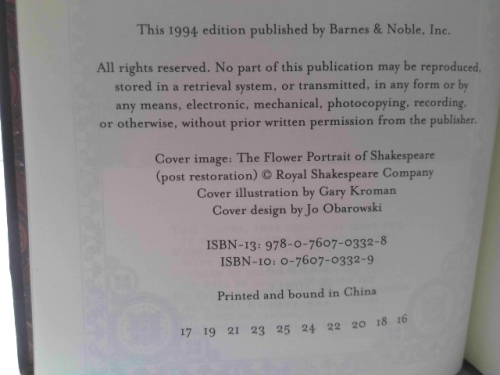 This 1994 edition published by Barnes & Noble, Inc.
All rights reserved. No part of this publication may be reproduced,
stored in a retrieval system, or transmitted, in any form or by
any means, electronic, mechanical, photocopying, recording,
or otherwise, without prior written permission from the publisher.
Cover image: The Flower Portrait of Shakespeare
(post restoration) © Royal Shakespeare Company
Cover illustration by Gary Kroman
Cover design by Jo Obarowski
ISBN-13: 978-0-7607-0332-8
ISBN-10: 0-7607-0332-9
Printed and bound in China
17 19 21 23 25 24 22 20 18 16